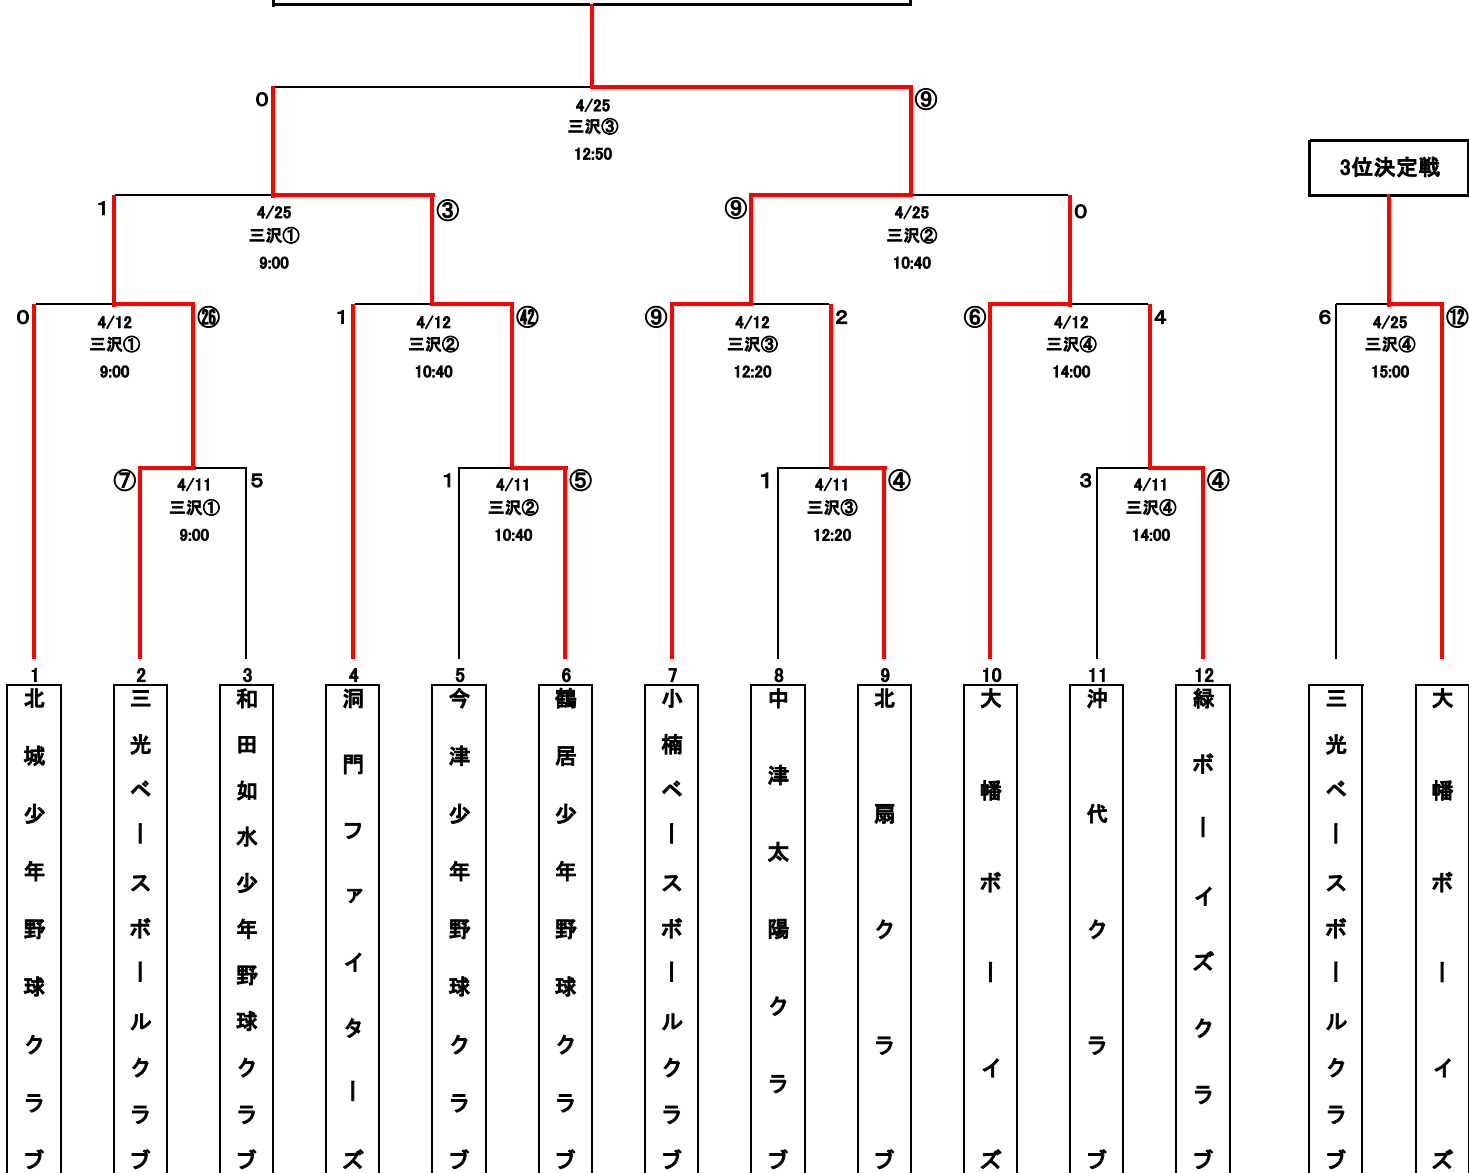 0
⑨
4/25
三沢③
12:50
3位決定戦
1
③
⑨
0
4/25
三沢①
9:00
4/25
三沢②
10:40
0
㉖
1
㊷
⑨
2
⑥
4
6
⑫
4/12
三沢①
9:00
4/12
三沢②
10:40
4/12
三沢③
12:20
4/12
三沢④
14:00
4/25
三沢④
15:00
⑦
5
1
⑤
1
④
3
④
4/11
三沢①
9:00
4/11
三沢②
10:40
4/11
三沢③
12:20
4/11
三沢④
14:00
1
北城少年野球クラブ
2
三光ベースボールクラブ
3
和田如水少年野球クラブ
4
洞門ファイターズ
5
今津少年野球クラブ
6
鶴居少年野球クラブ
7
小楠ベースボールクラブ
8
中津太陽クラブ
9
北扇クラブ
10
大幡ボーイズ
11
沖代クラブ
12
緑ボーイズクラブ
三光ベースボールクラブ
大幡ボーイズ